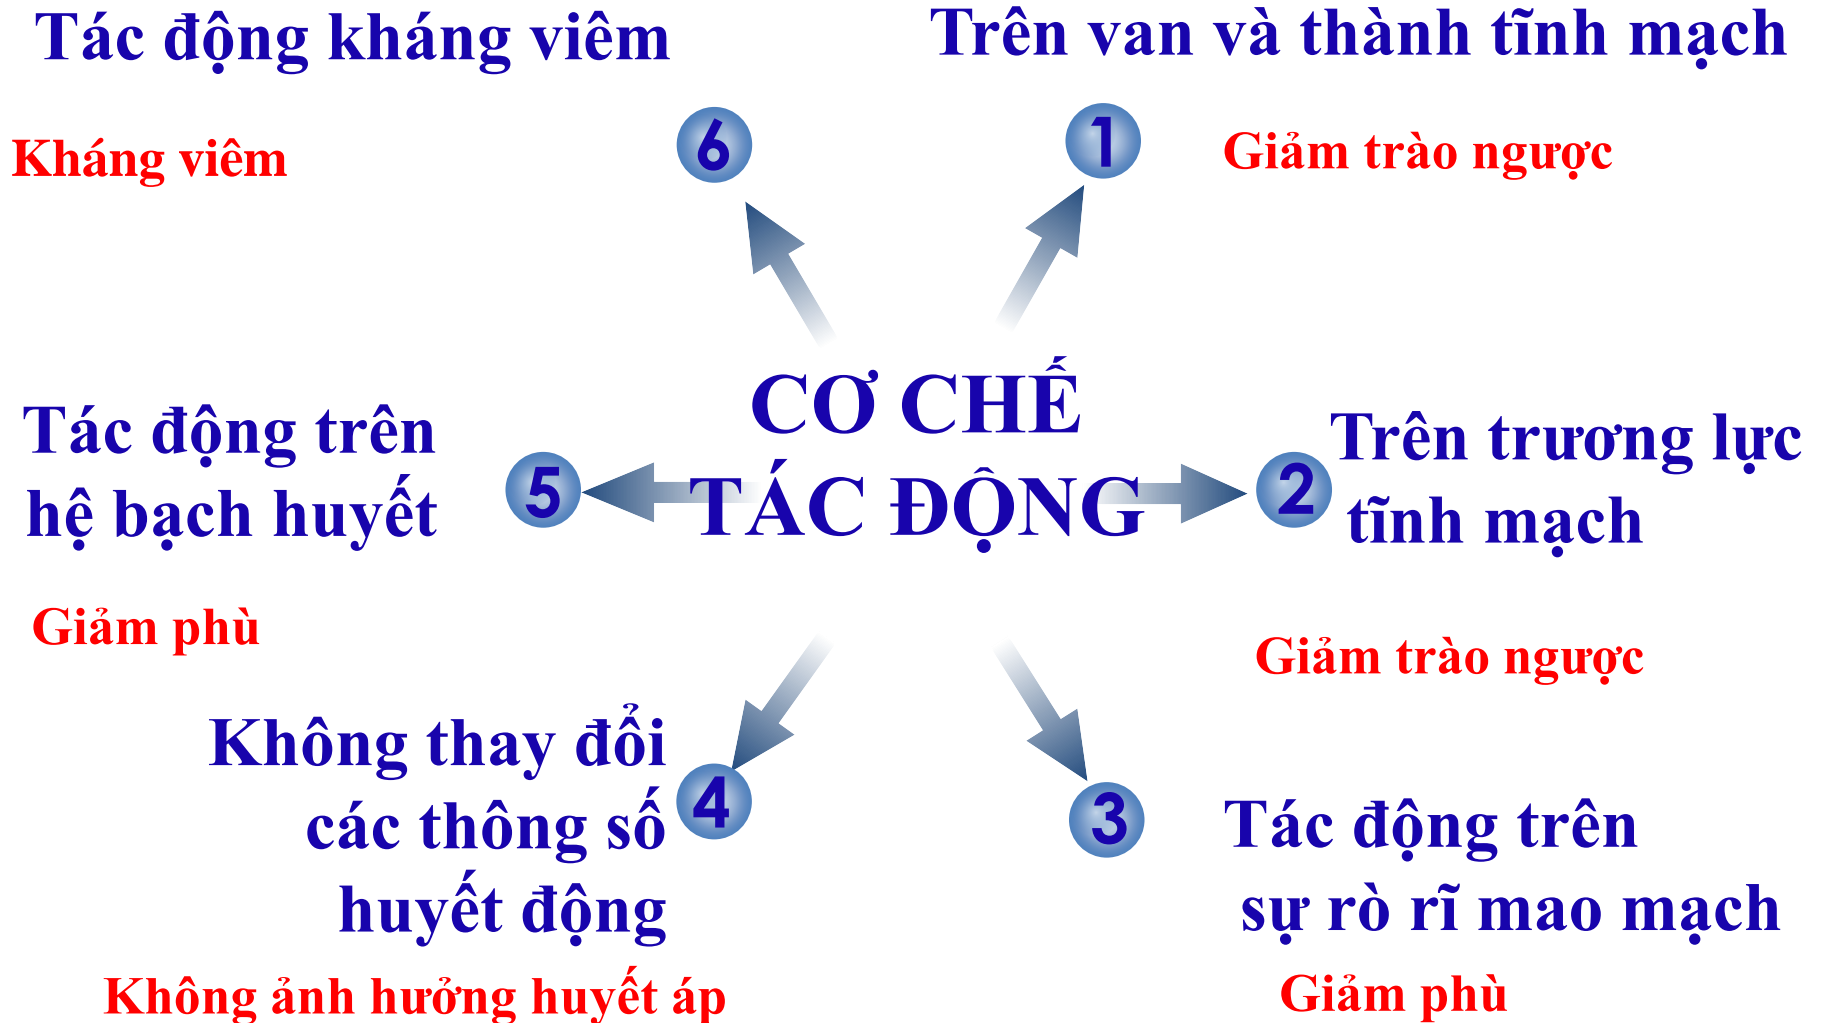 Tác động kháng viêm
Trên van và thành tĩnh mạch
Kháng viêm
6
1
Giảm trào ngược
CƠ CHẾ
TÁC ĐỘNG
Tác động trên
hệ bạch huyết
5
2
Trên trương lực
tĩnh mạch
Giảm phù
Giảm trào ngược
Không thay đổi
các thông số
huyết động
4
3
Tác động trên
sự rò rĩ mao mạch
Không ảnh hưởng huyết áp
Giảm phù